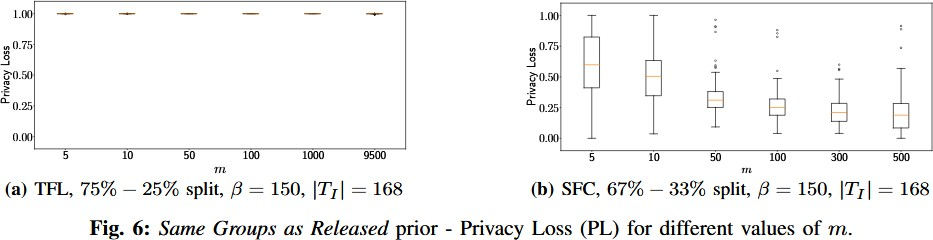 1.00
0.75
0.50
0.25
0.00
Privacy Loss
5 10 50 100 1000 9500
m
(a) TFL, 75% − 25% split, β = 150, |T_I| = 168
1.00
0.75
0.50
0.25
0.00
Privacy Loss
5 10 50 100 300 500
m
(b) SFC, 67% − 33% split, β = 150, |T_I| = 168
Fig. 6: Same Groups as Released prior - Privacy Loss (PL) for different values of m.